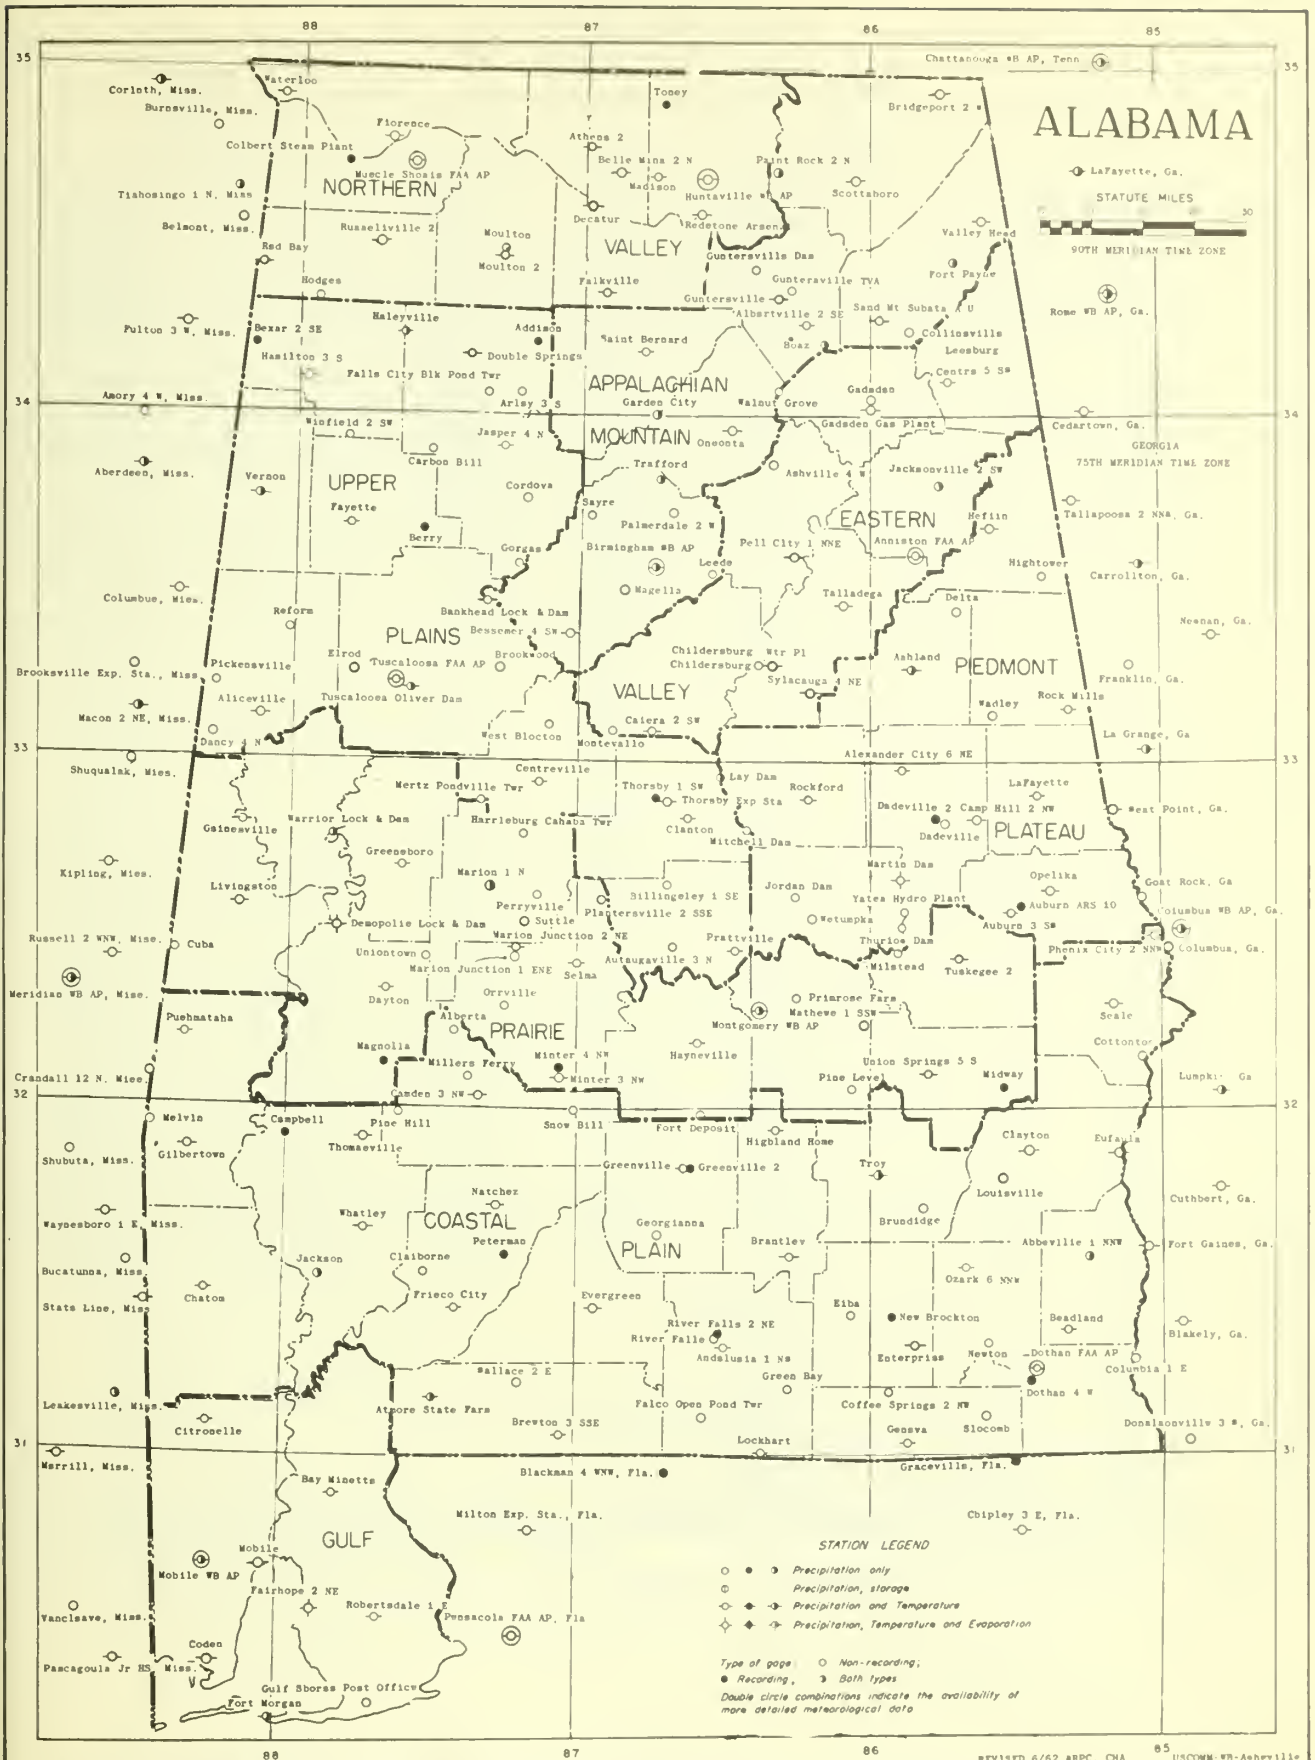 88 87 86 85
35 35
Chattanooga WB AP, Tenn
Corinth, Miss.
Waterloo
Toney
Bridgeport 2 W
ALABAMA
Burnsville, Miss.
Florence
Athens 2
Colbert Steam Plant
Belle Mina 2 N
Paint Rock 2 N
LaFayette, Ga.
Muscle Shoals FAA AP
Madison
Scottsboro
NORTHERN
Tishomingo 1 N, Miss
Huntsville WB AP
STATUTE MILES
30
Decatur
Redstone Arsenal
Belmont, Miss.
Russellville 2
Moulton
VALLEY
Valley Head
90TH MERIDIAN TIME ZONE
Red Bay
Moulton 2
Guntersville Dam
Fort Payne
Hodges
Falkville
Guntersville TVA
Guntersville
Sand Mt Substa A U
Rome WB AP, Ga.
Haleyville
Albertville 2 SE
Fulton 3 W, Miss.
Bexar 2 SE
Addison
Saint Bernard
Boaz
Collinsville
Hamilton 3 S
Double Springs
Leesburg
Falls City Blk Pond Twr
Centre 5 SW
APPALACHIAN
34 34
Amory 4 W, Miss.
Arley 3 S
Garden City
Walnut Grove
Gadsden
Winfield 2 SW
Jasper 4 N
MOUNTAIN
Oneonta
Gadsden Gas Plant
Cedartown, Ga.
GEORGIA
75TH MERIDIAN TIME ZONE
Aberdeen, Miss.
Carbon Hill
Trafford
Ashville 4 W
Jacksonville 2 SW
Vernon
UPPER
Cordova
Fayette
Sayre
Palmerdale 2 W
EASTERN
Heflin
Tallapoosa 2 NNW, Ga.
Berry
Gorgas
Birmingham WB AP
Pell City 1 NNE
Anniston FAA AP
Leeds
Hightower
Carrollton, Ga.
Columbus, Miss.
Magella
Talladega
Reform
Bankhead Lock & Dam
Delta
Newnan, Ga.
PLAINS
Bessemer 4 SW
Elrod
Brookwood
Childersburg Wtr Pl
Pickensville
Tuscaloosa FAA AP
Childersburg
Ashland
PIEDMONT
Brooksville Exp. Sta., Miss
Sylacauga 4 NE
Franklin, Ga.
Aliceville
Tuscaloosa Oliver Dam
VALLEY
Rock Mills
Macon 2 NE, Miss.
Wadley
Dancy 4 N
West Blocton
Calera 2 SW
Montevallo
La Grange, Ga
33 33
Alexander City 6 NE
Shuqualak, Miss.
Centreville
Lay Dam
Mertz Pondville Twr
Thorsby 1 SW
Rockford
LaFayette
Thorsby Exp Sta
Dadeville 2
Camp Hill 2 NW
West Point, Ga.
Gainesville
Warrior Lock & Dam
Harrisburg Cahaba Twr
Clanton
Dadeville
Mitchell Dam
PLATEAU
Greensboro
Martin Dam
Kipling, Miss.
Marion 1 N
Opelika
Livingston
Billingsley 1 SE
Jordan Dam
Goat Rock, Ga
Perryville
Yates Hydro Plant
Auburn ARS 10
Plantersville 2 SSE
Columbus WB AP, Ga.
Demopolis Lock & Dam
Suttle
Wetumpka
Auburn 3 SW
Russell 2 WNW, Miss.
Cuba
Marion Junction 2 NE
Prattville
Thurlow Dam
Phenix City 2 NNW
Columbus, Ga.
Uniontown
Autaugaville 3 N
Milstead
Marion Junction 1 ENE
Selma
Tuskegee 2
Meridian WB AP, Miss.
Dayton
Orrville
Primrose Farm
Pushmataha
Alberta
Mathews 1 SSW
Seale
PRAIRIE
Montgomery WB AP
Cottonton
Magnolia
Millers Ferry
Minter 4 NW
Hayneville
Union Springs 5 S
Crandall 12 N. Miss.
Minter 3 NW
Pine Level
Midway
Lumpkin Ga
Camden 3 NW
32 32
Melvin
Campbell
Pine Hill
Snow Hill
Fort Deposit
Highland Home
Clayton
Eufaula
Shubuta, Miss.
Gilbertown
Thomasville
Greenville
Greenville 2
Troy
Natchez
Louisville
Cuthbert, Ga.
Waynesboro 1 E, Miss.
Whatley
COASTAL
Georgiana
Brundidge
Peterman
PLAIN
Brantley
Abbeville 1 NNW
Fort Gaines, Ga.
Bucatunna, Miss.
Jackson
Claiborne
Ozark 6 NNW
Chatom
Frisco City
Evergreen
Elba
State Line, Miss
River Falls 2 NE
New Brockton
Headland
Blakely, Ga.
River Falls
Andalusia 1 NW
Enterprise
Newton
Dothan FAA AP
Wallace 2 E
Green Bay
Columbia 1 E
Leakesville, Miss.
Atmore State Farm
Falco Open Pond Twr
Coffee Springs 2 NW
Dothan 4 W
Citronelle
Brewton 3 SSE
Slocomb
Donalsonville 3 W, Ga.
31 31
Lockhart
Geneva
Merrill, Miss.
Blackman 4 WNW, Fla.
Graceville, Fla.
Bay Minette
Milton Exp. Sta., Fla.
Chipley 3 E, Fla.
GULF
STATION LEGEND
Mobile
Precipitation only
Mobile WB AP
Precipitation, storage
Fairhope 2 NE
Precipitation and Temperature
Vancleave, Miss.
Robertsdale 1 E
Pensacola FAA AP, Fla
Precipitation, Temperature and Evaporation
Coden
Type of gage: Non-recording;
Pascagoula Jr HS, Miss.
Recording, Both types
Gulf Shores Post Office
Double circle combinations indicate the availability of
Fort Morgan
more detailed meteorological data
88 87 86 85
REVISED 6/62 ARPC CHA USCOMM-WB-Asheville